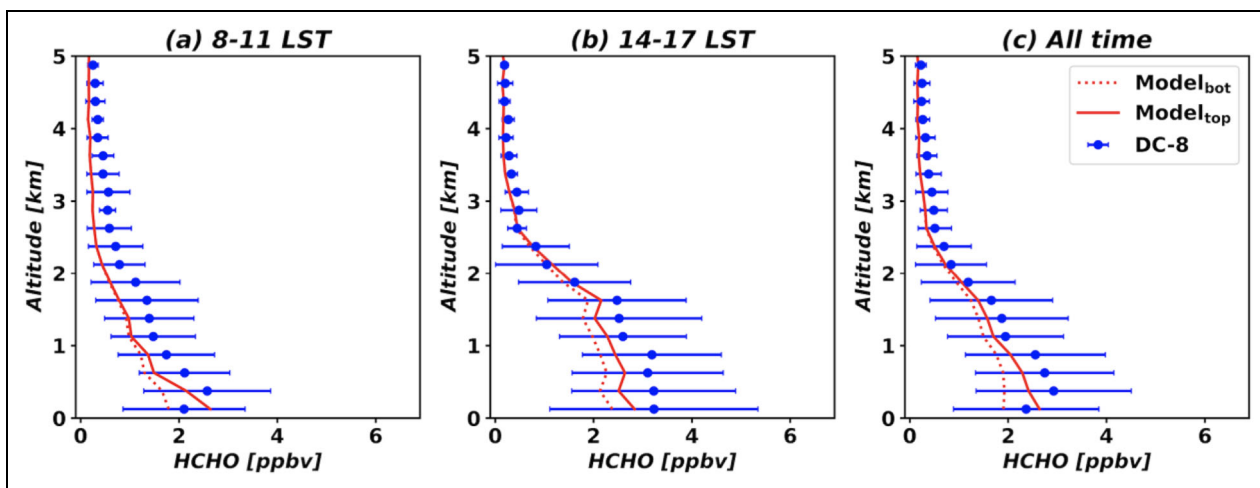 (a) 8-11 LST
(b) 14-17 LST
(c) All time
Altitude [km]
5
4
3
2
1
0
0
2
4
6
HCHO [ppbv]
Altitude [km]
5
4
3
2
1
0
0
2
4
6
HCHO [ppbv]
Altitude [km]
5
4
3
2
1
0
0
2
4
6
HCHO [ppbv]
Model_bot
Model_top
DC-8